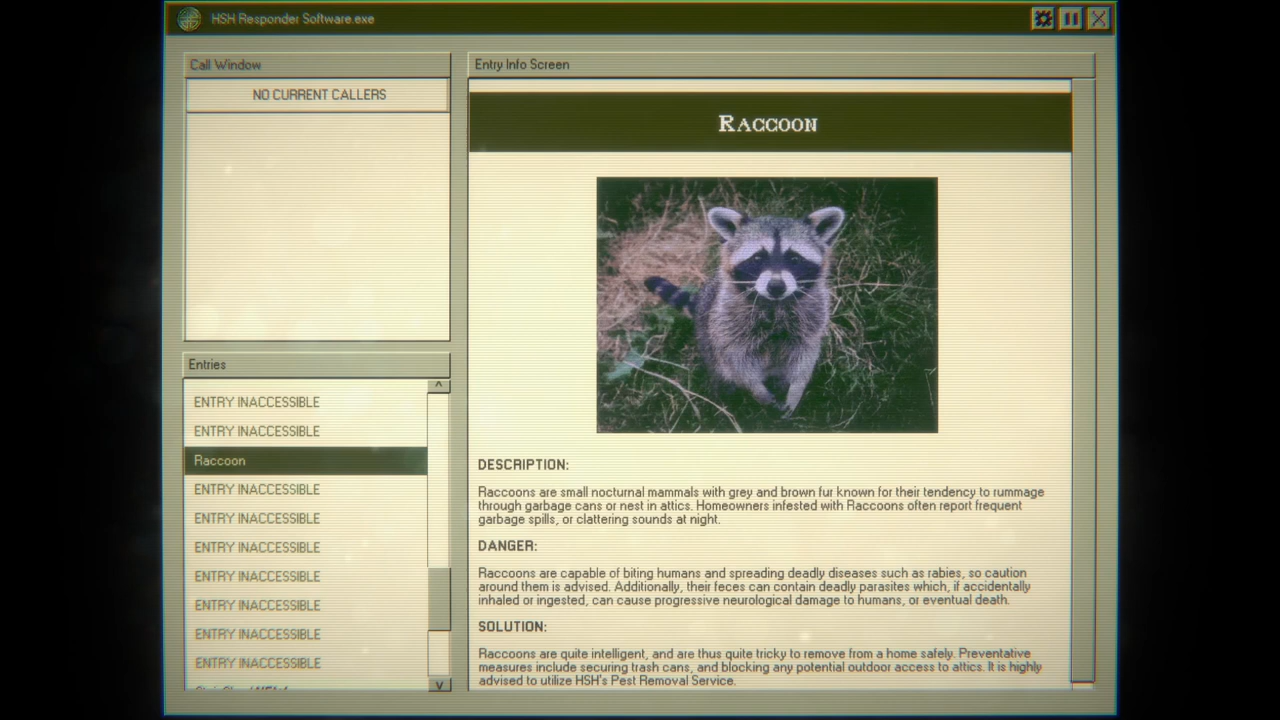 HSH Responder Software.exe
Call Window
NO CURRENT CALLERS
Entries
ENTRY INACCESSIBLE
ENTRY INACCESSIBLE
Raccoon
ENTRY INACCESSIBLE
ENTRY INACCESSIBLE
ENTRY INACCESSIBLE
ENTRY INACCESSIBLE
ENTRY INACCESSIBLE
ENTRY INACCESSIBLE
ENTRY INACCESSIBLE
Entry Info Screen
Raccoon
DESCRIPTION:
Raccoons are small nocturnal mammals with grey and brown fur known for their tendency to rummage
through garbage cans or nest in attics. Homeowners infested with Raccoons often report frequent
garbage spills, or clattering sounds at night.
DANGER:
Raccoons are capable of biting humans and spreading deadly diseases such as rabies, so caution
around them is advised. Additionally, their feces can contain deadly parasites which, if accidentally
inhaled or ingested, can cause progressive neurological damage to humans, or eventual death.
SOLUTION:
Raccoons are quite intelligent, and are thus quite tricky to remove from a home safely. Preventative
measures include securing trash cans, and blocking any potential outdoor access to attics. It is highly
advised to utilize HSH's Pest Removal Service.